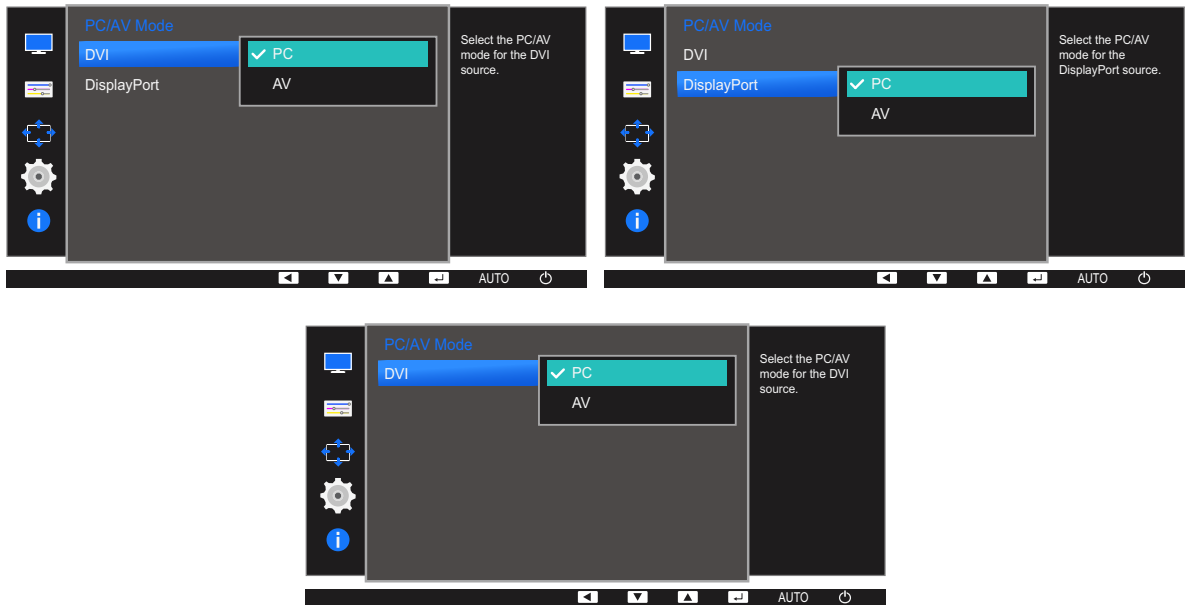 PC/AV Mode
DVI
DisplayPort
PC
AV
Select the PC/AV
mode for the DVI
source.
AUTO
PC/AV Mode
DVI
DisplayPort
PC
AV
Select the PC/AV
mode for the
DisplayPort source.
AUTO
PC/AV Mode
DVI
PC
AV
Select the PC/AV
mode for the DVI
source.
AUTO